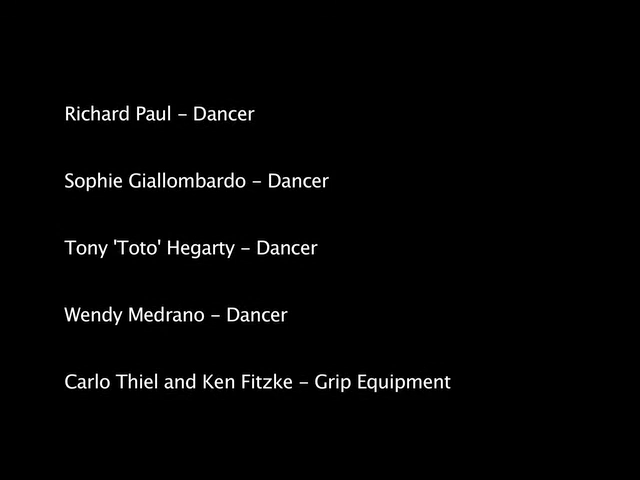 Richard Paul – Dancer
Sophie Giallombardo – Dancer
Tony 'Toto' Hegarty – Dancer
Wendy Medrano – Dancer
Carlo Thiel and Ken Fitzke – Grip Equipment